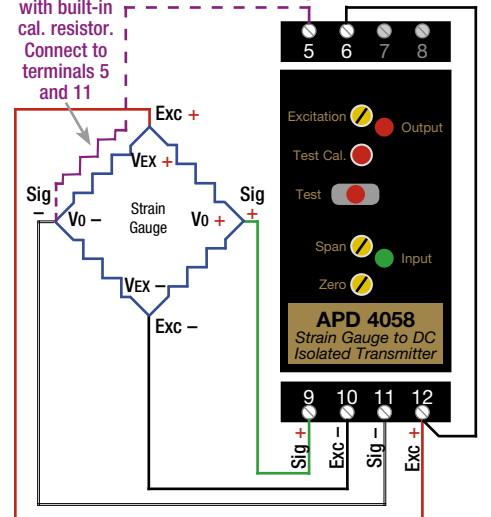 with built-in
cal. resistor.
Connect to
terminals 5
and 11
5 6 7 8
Exc +
VEX +
Sig
–
VO –
Strain
Gauge
VO +
Sig
+
VEX –
Exc –
Excitation
Output
Test Cal.
Test
Span
Input
Zero
APD 4058
Strain Gauge to DC
Isolated Transmitter
9 10 11 12
Sig +
Exc –
Sig –
Exc +